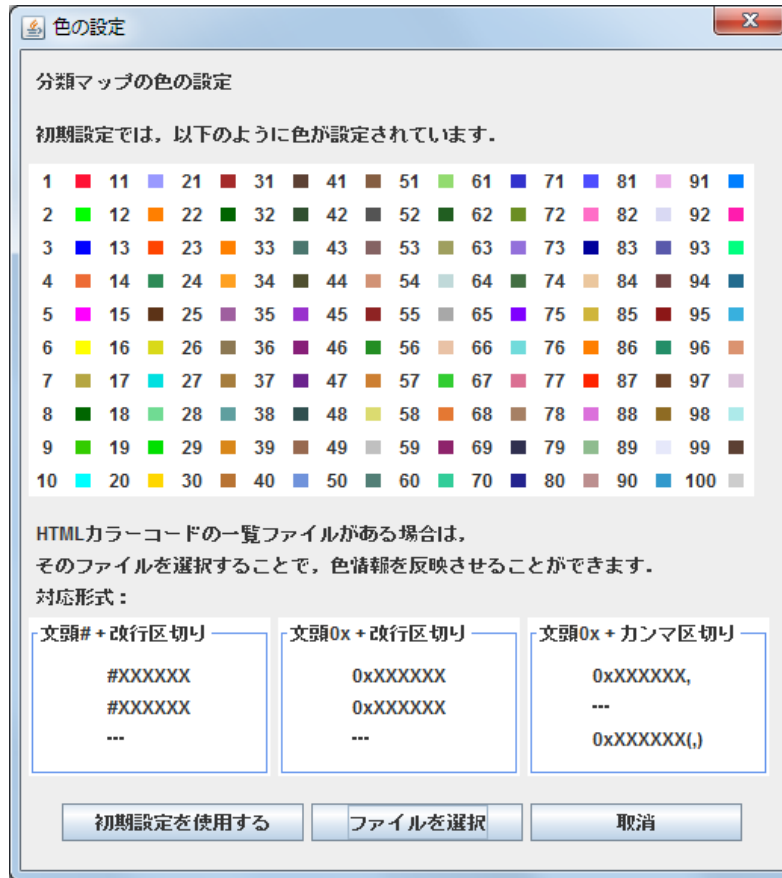 色の設定
分類マップの色の設定
初期設定では，以下のように色が設定されています．
1 11 21 31 41 51 61 71 81 91
2 12 22 32 42 52 62 72 82 92
3 13 23 33 43 53 63 73 83 93
4 14 24 34 44 54 64 74 84 94
5 15 25 35 45 55 65 75 85 95
6 16 26 36 46 56 66 76 86 96
7 17 27 37 47 57 67 77 87 97
8 18 28 38 48 58 68 78 88 98
9 19 29 39 49 59 69 79 89 99
10 20 30 40 50 60 70 80 90 100
HTMLカラーコードの一覧ファイルがある場合は，
そのファイルを選択することで，色情報を反映させることができます．
対応形式：
文頭#＋改行区切り 文頭0x＋改行区切り 文頭0x＋カンマ区切り
#XXXXXX 0xXXXXXX 0xXXXXXX,
#XXXXXX 0xXXXXXX ---
--- --- 0xXXXXXX(,)
初期設定を使用する ファイルを選択 取消